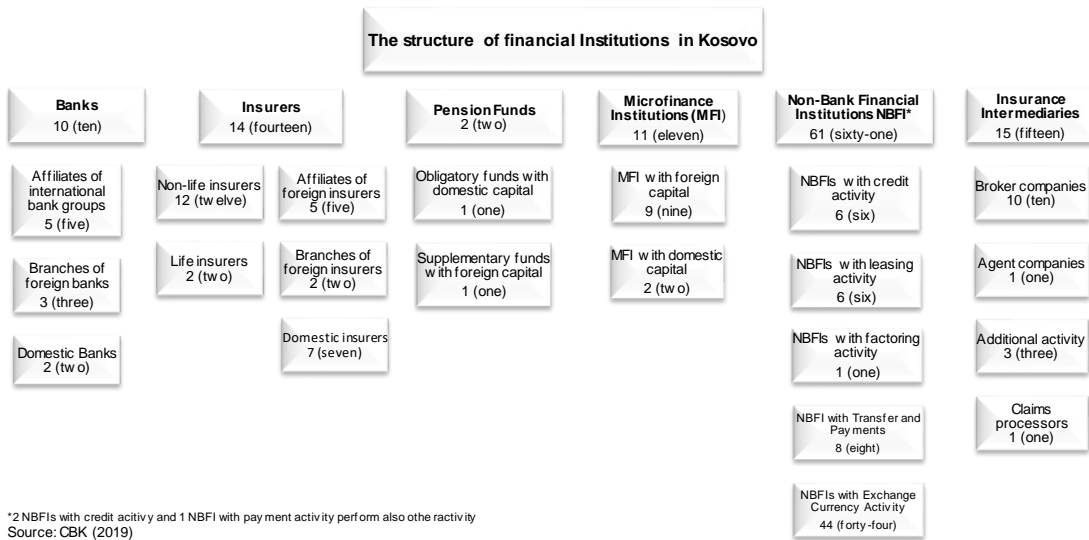 The structure of financial Institutions in Kosovo
Banks
10 (ten)
Insurers
14 (fourteen)
Pension Funds
2 (two)
Microfinance
Institutions (MFI)
11 (eleven)
Non-Bank Financial
Institutions NBFI*
61 (sixty-one)
Insurance
Intermediaries
15 (fifteen)
Affiliates of
international
bank groups
5 (five)
Branches of
foreign banks
3 (three)
Domestic Banks
2 (two)
Non-life insurers
12 (twelve)
Life insurers
2 (two)
Affiliates of
foreign insurers
5 (five)
Branches of
foreign insurers
2 (two)
Domestic insurers
7 (seven)
Obligatory funds with
domestic capital
1 (one)
Supplementary funds
with foreign capital
1 (one)
MFI with foreign
capital
9 (nine)
MFI with domestic
capital
2 (two)
NBFIs with credit
activity
6 (six)
NBFIs with leasing
activity
6 (six)
NBFIs with factoring
activity
1 (one)
NBFI with Transfer and
Payments
8 (eight)
NBFIs with Exchange
Currency Activity
44 (forty-four)
Broker companies
10 (ten)
Agent companies
1 (one)
Additional activity
3 (three)
Claims
processors
1 (one)
*2 NBFIs with credit acitivy and 1 NBFI with payment activity perform also othe ractivity
Source: CBK (2019)